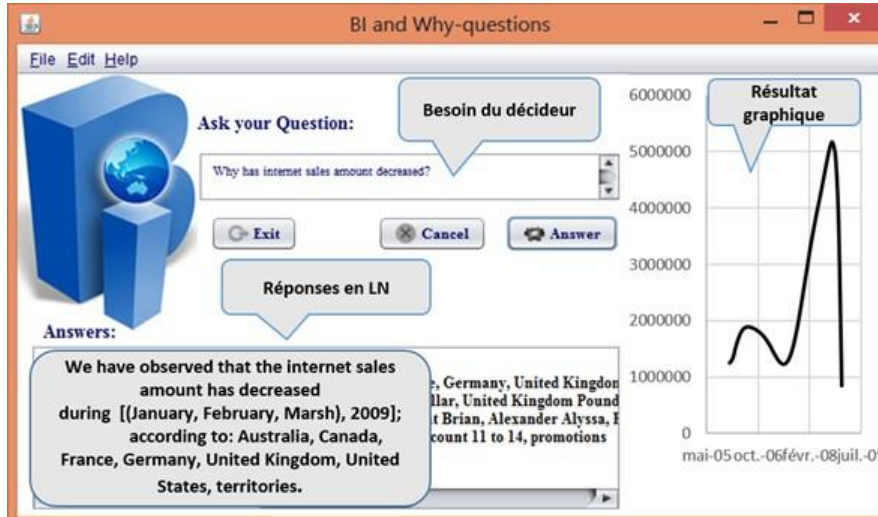 BI and Why-questions
File Edit Help
Besoin du décideur
Ask your Question:
Why has internet sales amount decreased?
Exit
Cancel
Answer
Réponses en LN
Answers:
We have observed that the internet sales
amount has decreased
during [(January, February, Marsh), 2009];
according to: Australia, Canada,
France, Germany, United Kingdom, United
States, territories.
, Germany, United Kingdon
United Kingdom Pound
Brian, Alexander Alyssa,
11 to 14, promotions
Résultat
graphique
6000000
5000000
4000000
3000000
2000000
1000000
0
mai-05 oct.-06 févr.-08 juil.-0